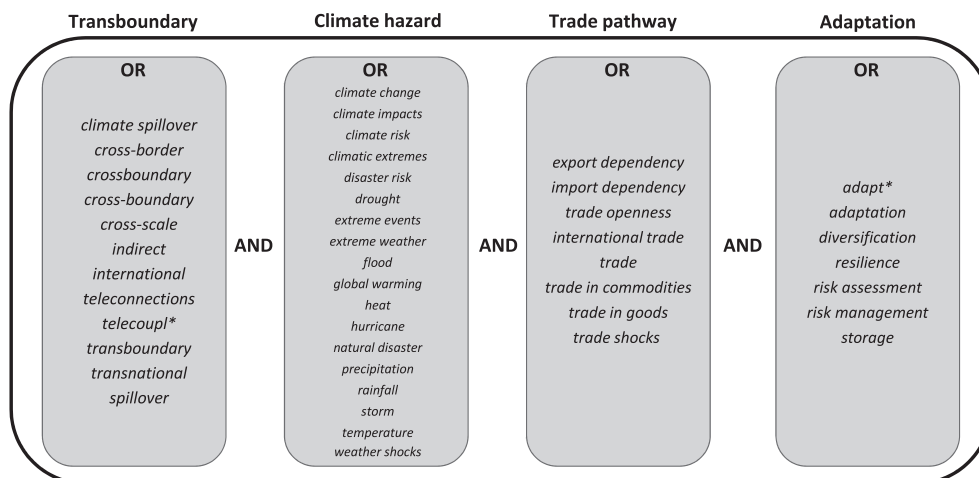 Transboundary
OR
climate spillover
cross-border
crossboundary
cross-boundary
cross-scale
indirect
international
teleconnections
telecoupl*
transboundary
transnational
spillover
AND
Climate hazard
OR
climate change
climate impacts
climate risk
climatic extremes
disaster risk
drought
extreme events
extreme weather
flood
global warming
heat
hurricane
natural disaster
precipitation
rainfall
storm
temperature
weather shocks
AND
Trade pathway
OR
export dependency
import dependency
trade openness
international trade
trade
trade in commodities
trade in goods
trade shocks
AND
Adaptation
OR
adapt*
adaptation
diversification
resilience
risk assessment
risk management
storage